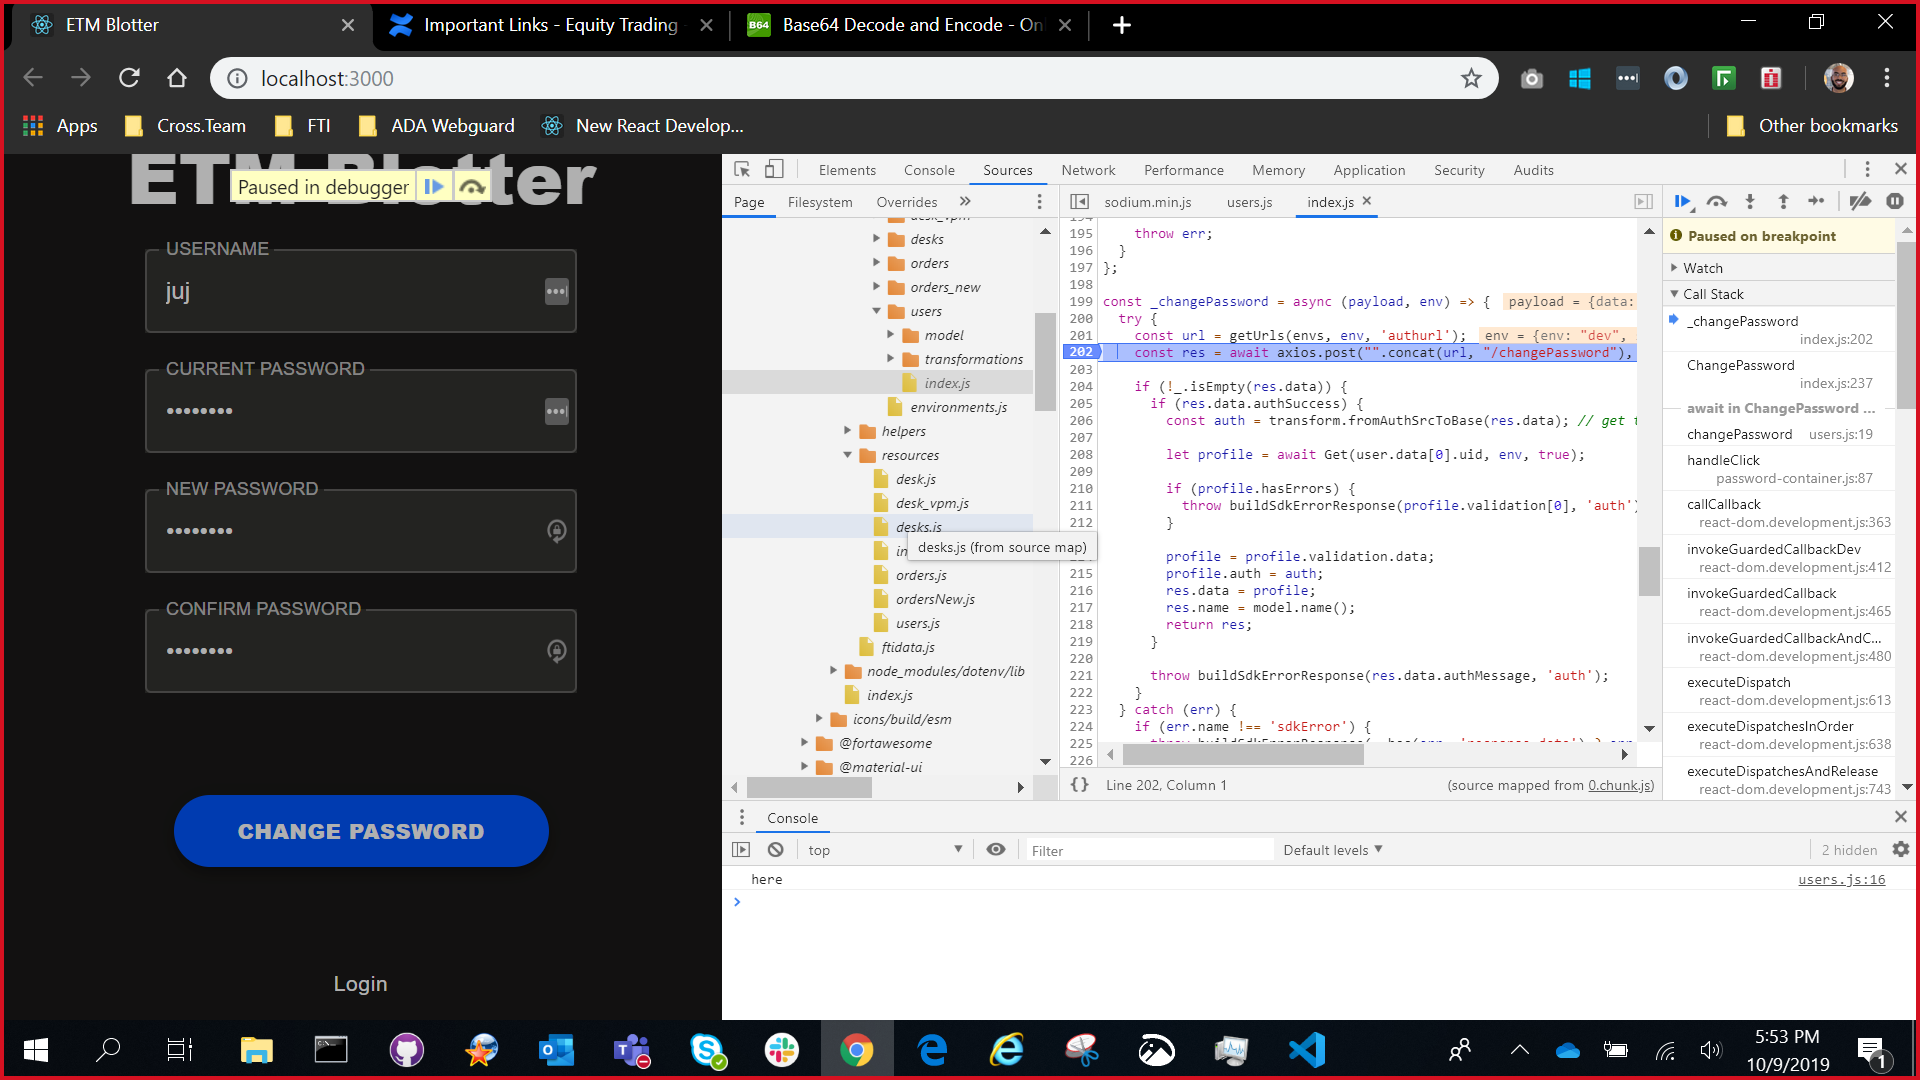 ETM Blotter
Important Links - Equity Trading
Base64 Decode and Encode - On
localhost:3000
Apps
Cross.Team
FTI
ADA Webguard
New React Develop...
Other bookmarks
ETM Blotter
Paused in debugger
USERNAME
juj
CURRENT PASSWORD
••••••••
NEW PASSWORD
••••••••
CONFIRM PASSWORD
••••••••
CHANGE PASSWORD
Login
Elements Console Sources Network Performance Memory Application Security Audits
Page Filesystem Overrides »
desk_vpm
desks
orders
orders_new
users
model
transformations
index.js
environments.js
helpers
resources
desk.js
desk_vpm.js
desks.js
desks.js (from source map)
in
orders.js
ordersNew.js
users.js
ftidata.js
node_modules/dotenv/lib
index.js
icons/build/esm
@fortawesome
@material-ui
sodium.min.js users.js index.js
194
195 throw err;
196 }
197 };
198
199 const _changePassword = async (payload, env) => { payload = {data:
200 try {
201 const url = getUrls(envs, env, 'authurl'); env = {env: "dev",
202 const res = await axios.post("".concat(url, "/changePassword"),
203
204 if (!_.isEmpty(res.data)) {
205 if (res.data.authSuccess) {
206 const auth = transform.fromAuthSrcToBase(res.data); // get t
207
208 let profile = await Get(user.data[0].uid, env, true);
209
210 if (profile.hasErrors) {
211 throw buildSdkErrorResponse(profile.validation[0], 'auth')
212 }
profile = profile.validation.data;
215 profile.auth = auth;
216 res.data = profile;
217 res.name = model.name();
218 return res;
219 }
220
221 throw buildSdkErrorResponse(res.data.authMessage, 'auth');
222 }
223 } catch (err) {
224 if (err.name !== 'sdkError') {
225
226
{} Line 202, Column 1
(source mapped from 0.chunk.js)
Paused on breakpoint
Watch
Call Stack
_changePassword
index.js:202
ChangePassword
index.js:237
await in ChangePassword ...
changePassword users.js:19
handleClick
password-container.js:87
callCallback
react-dom.development.js:363
invokeGuardedCallbackDev
react-dom.development.js:412
invokeGuardedCallback
react-dom.development.js:465
invokeGuardedCallbackAndC...
react-dom.development.js:480
executeDispatch
react-dom.development.js:613
executeDispatchesInOrder
react-dom.development.js:638
executeDispatchesAndRelease
react-dom.development.js:743
Console
top
Filter
Default levels
2 hidden
here
users.js:16
5:53 PM
10/9/2019
1